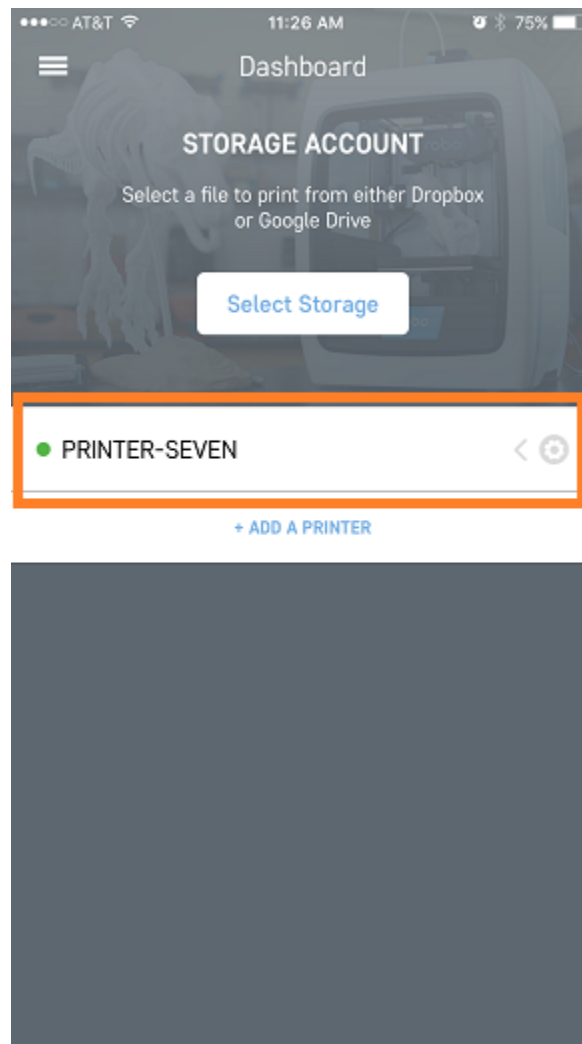 AT&T 11:26 AM 75%
Dashboard
STORAGE ACCOUNT
Select a file to print from either Dropbox
or Google Drive
Select Storage
PRINTER-SEVEN
+ ADD A PRINTER